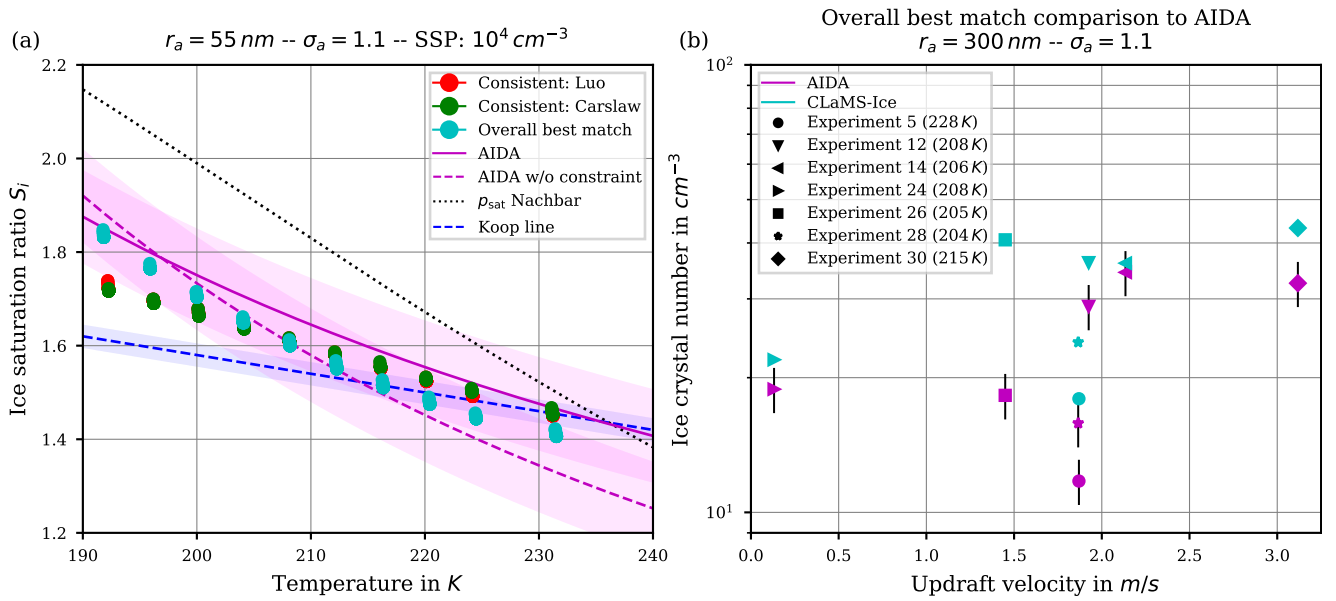 (a)
r_a = 55 nm -- σ_a = 1.1 -- SSP: 10^4 cm^−3
Ice saturation ratio S_i
2.2
2.0
1.8
1.6
1.4
1.2
190
200
210
220
230
240
Temperature in K
Consistent: Luo
Consistent: Carslaw
Overall best match
AIDA
AIDA w/o constraint
p_sat Nachbar
Koop line
Overall best match comparison to AIDA
(b)
r_a = 300 nm -- σ_a = 1.1
Ice crystal number in cm^−3
10^2
10^1
0.0
0.5
1.0
1.5
2.0
2.5
3.0
Updraft velocity in m/s
AIDA
CLaMS-Ice
Experiment 5 (228 K)
Experiment 12 (208 K)
Experiment 14 (206 K)
Experiment 24 (208 K)
Experiment 26 (205 K)
Experiment 28 (204 K)
Experiment 30 (215 K)